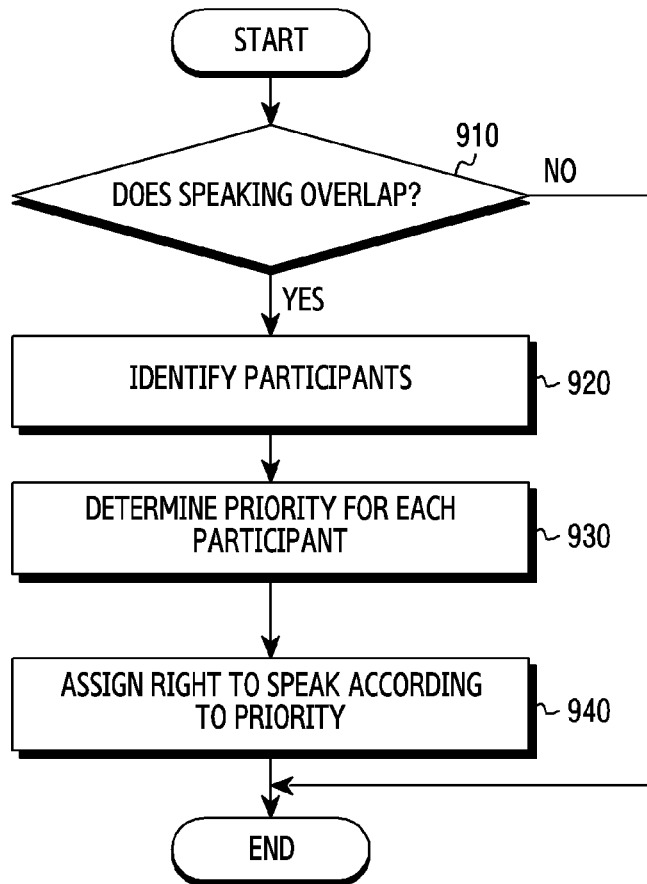 START
910
DOES SPEAKING OVERLAP?
NO
YES
IDENTIFY PARTICIPANTS
920
DETERMINE PRIORITY FOR EACH
PARTICIPANT
930
ASSIGN RIGHT TO SPEAK ACCORDING
TO PRIORITY
940
END